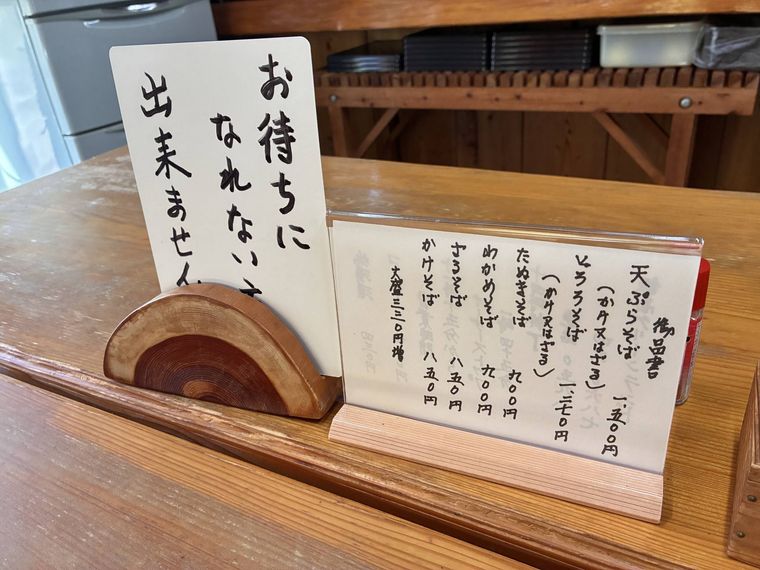 お待ちに
なれない方
出来ません
御品書
天ぷらそば 一、五〇〇円
（かけ又はざる）
とろろそば 一、二七〇円
（かけ又はざる）
たぬきそば 九〇〇円
わかめそば 九〇〇円
ざるそば 八五〇円
かけそば 八五〇円
大盛三三〇円増